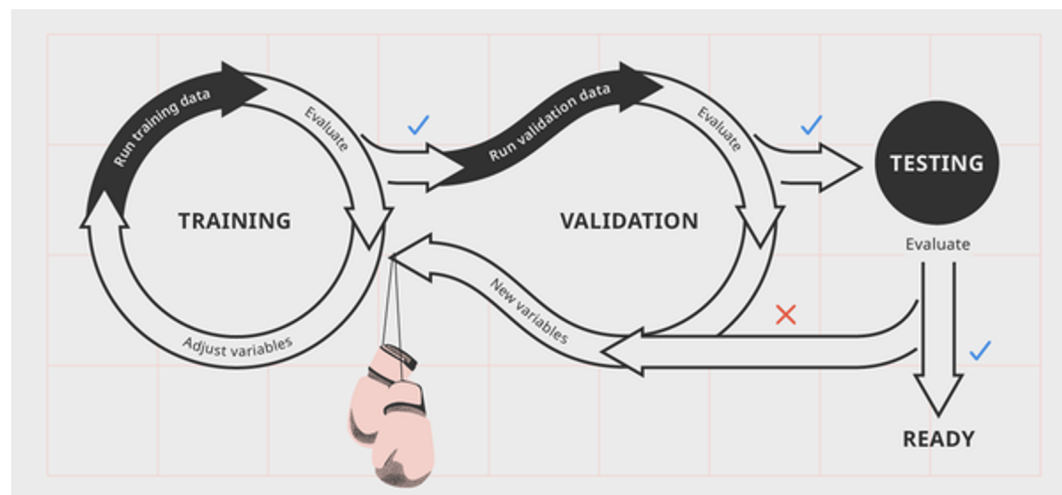 Run training data
Evaluate
TRAINING
Adjust variables
Run validation data
Evaluate
VALIDATION
New variables
TESTING
Evaluate
READY